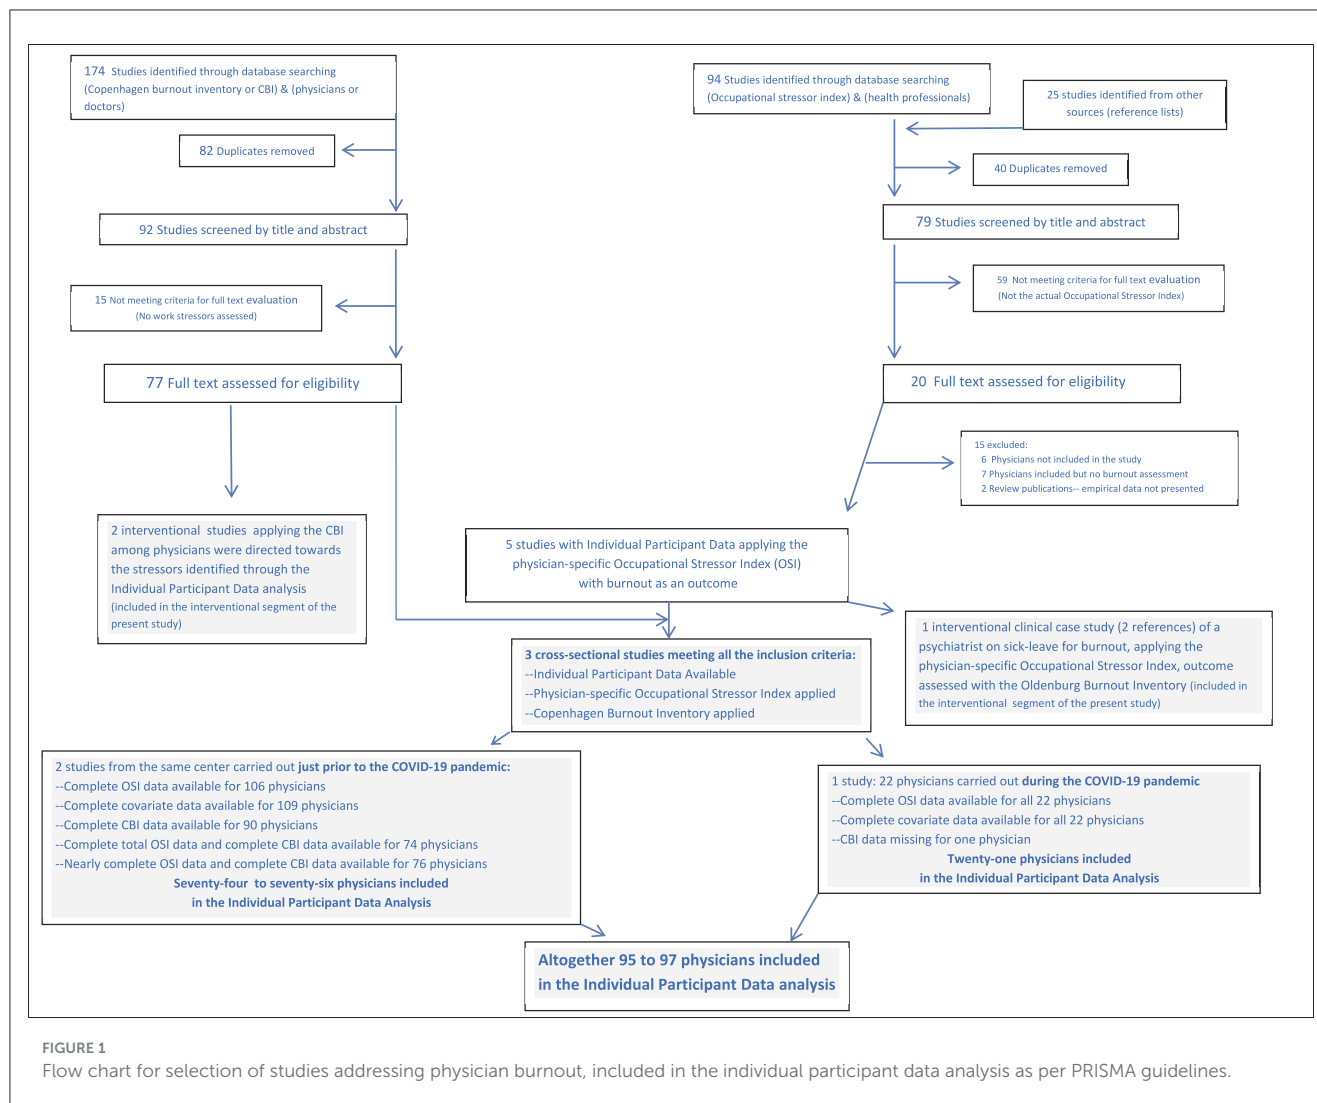 174 Studies identified through database searching
(Copenhagen burnout inventory or CBI) & (physicians or
doctors)
82 Duplicates removed
92 Studies screened by title and abstract
15 Not meeting criteria for full text evaluation
(No work stressors assessed)
77 Full text assessed for eligibility
2 interventional studies applying the CBI
among physicians were directed towards
the stressors identified through the
Individual Participant Data analysis
(included in the interventional segment of the
present study)
94 Studies identified through database searching
(Occupational stressor index) & (health professionals)
25 studies identified from other
sources (reference lists)
40 Duplicates removed
79 Studies screened by title and abstract
59 Not meeting criteria for full text evaluation
(Not the actual Occupational Stressor Index)
20 Full text assessed for eligibility
15 excluded:
6 Physicians not included in the study
7 Physicians included but no burnout assessment
2 Review publications-- empirical data not presented
5 studies with Individual Participant Data applying the
physician-specific Occupational Stressor Index (OSI)
with burnout as an outcome
1 interventional clinical case study (2 references) of a
psychiatrist on sick-leave for burnout, applying the
physician-specific Occupational Stressor Index, outcome
assessed with the Oldenburg Burnout Inventory (included in
the interventional segment of the present study)
3 cross-sectional studies meeting all the inclusion criteria:
--Individual Participant Data Available
--Physician-specific Occupational Stressor Index applied
--Copenhagen Burnout Inventory applied
2 studies from the same center carried out just prior to the COVID-19 pandemic:
--Complete OSI data available for 106 physicians
--Complete covariate data available for 109 physicians
--Complete CBI data available for 90 physicians
--Complete total OSI data and complete CBI data available for 74 physicians
--Nearly complete OSI data and complete CBI data available for 76 physicians
Seventy-four to seventy-six physicians included
in the Individual Participant Data Analysis
1 study: 22 physicians carried out during the COVID-19 pandemic
--Complete OSI data available for all 22 physicians
--Complete covariate data available for all 22 physicians
--CBI data missing for one physician
Twenty-one physicians included
in the Individual Participant Data Analysis
Altogether 95 to 97 physicians included
in the Individual Participant Data analysis
FIGURE 1
Flow chart for selection of studies addressing physician burnout, included in the individual participant data analysis as per PRISMA guidelines.